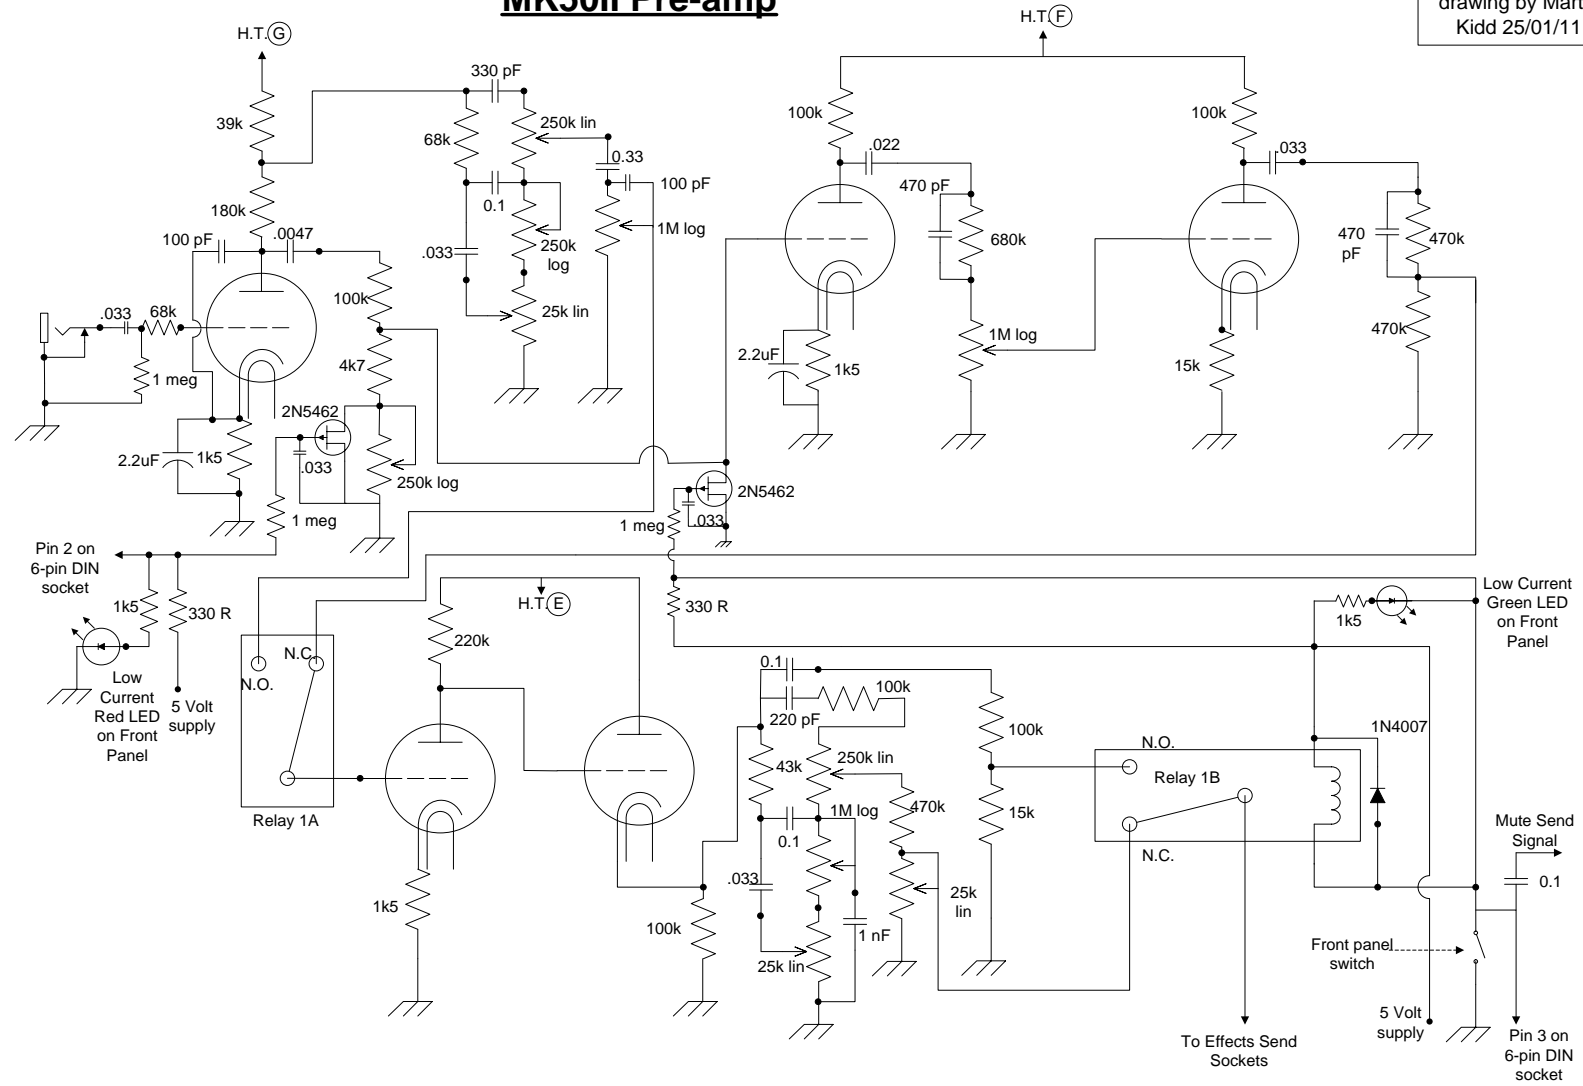 MK50II Pre-amp
drawing by Mart
Kidd 25/01/11
H.T. G
H.T. F
330 pF
39k
68k
250k lin
100k
100k
0.33
.022
.033
100 pF
470 pF
0.1
180k
1M log
.0047
100 pF
680k
470
pF
470k
.033
250k
log
100k
25k lin
.033
68k
1M log
470k
2.2uF
1k5
15k
4k7
1 meg
2N5462
2.2uF
1k5
.033
250k log
2N5462
1 meg
1 meg
.033
Pin 2 on
6-pin DIN
socket
1k5
330 R
H.T. E
330 R
1k5
Low Current
Green LED
on Front
Panel
220k
N.C.
N.O.
Low
Current
Red LED
on Front
Panel
5 Volt
supply
0.1
100k
220 pF
100k
1N4007
N.O.
43k
250k lin
Relay 1B
1M log
470k
15k
Relay 1A
0.1
N.C.
Mute Send
Signal
0.1
.033
25k
lin
1k5
100k
1 nF
25k lin
Front panel
switch
5 Volt
supply
To Effects Send
Sockets
Pin 3 on
6-pin DIN
socket